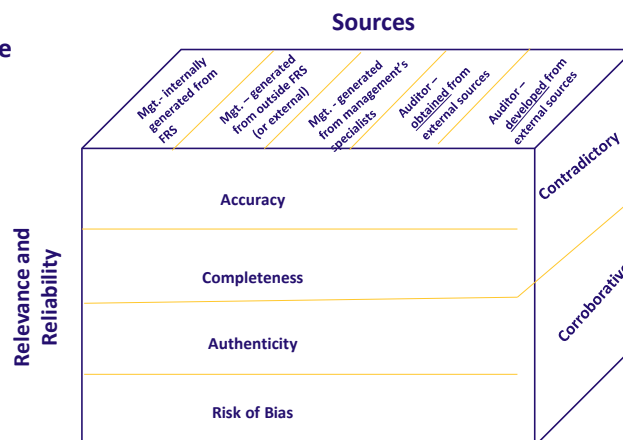 Sources
e
Mgt.- internally
generated from
FRS
Mgt. – generated
from outside FRS
(or external)
Mgt. - generated
from management's
specialists
Auditor –
obtained from
external sources
Auditor –
developed from
external sources
Contradictory
Corroborative
Relevance and
Reliability
Accuracy
Completeness
Authenticity
Risk of Bias